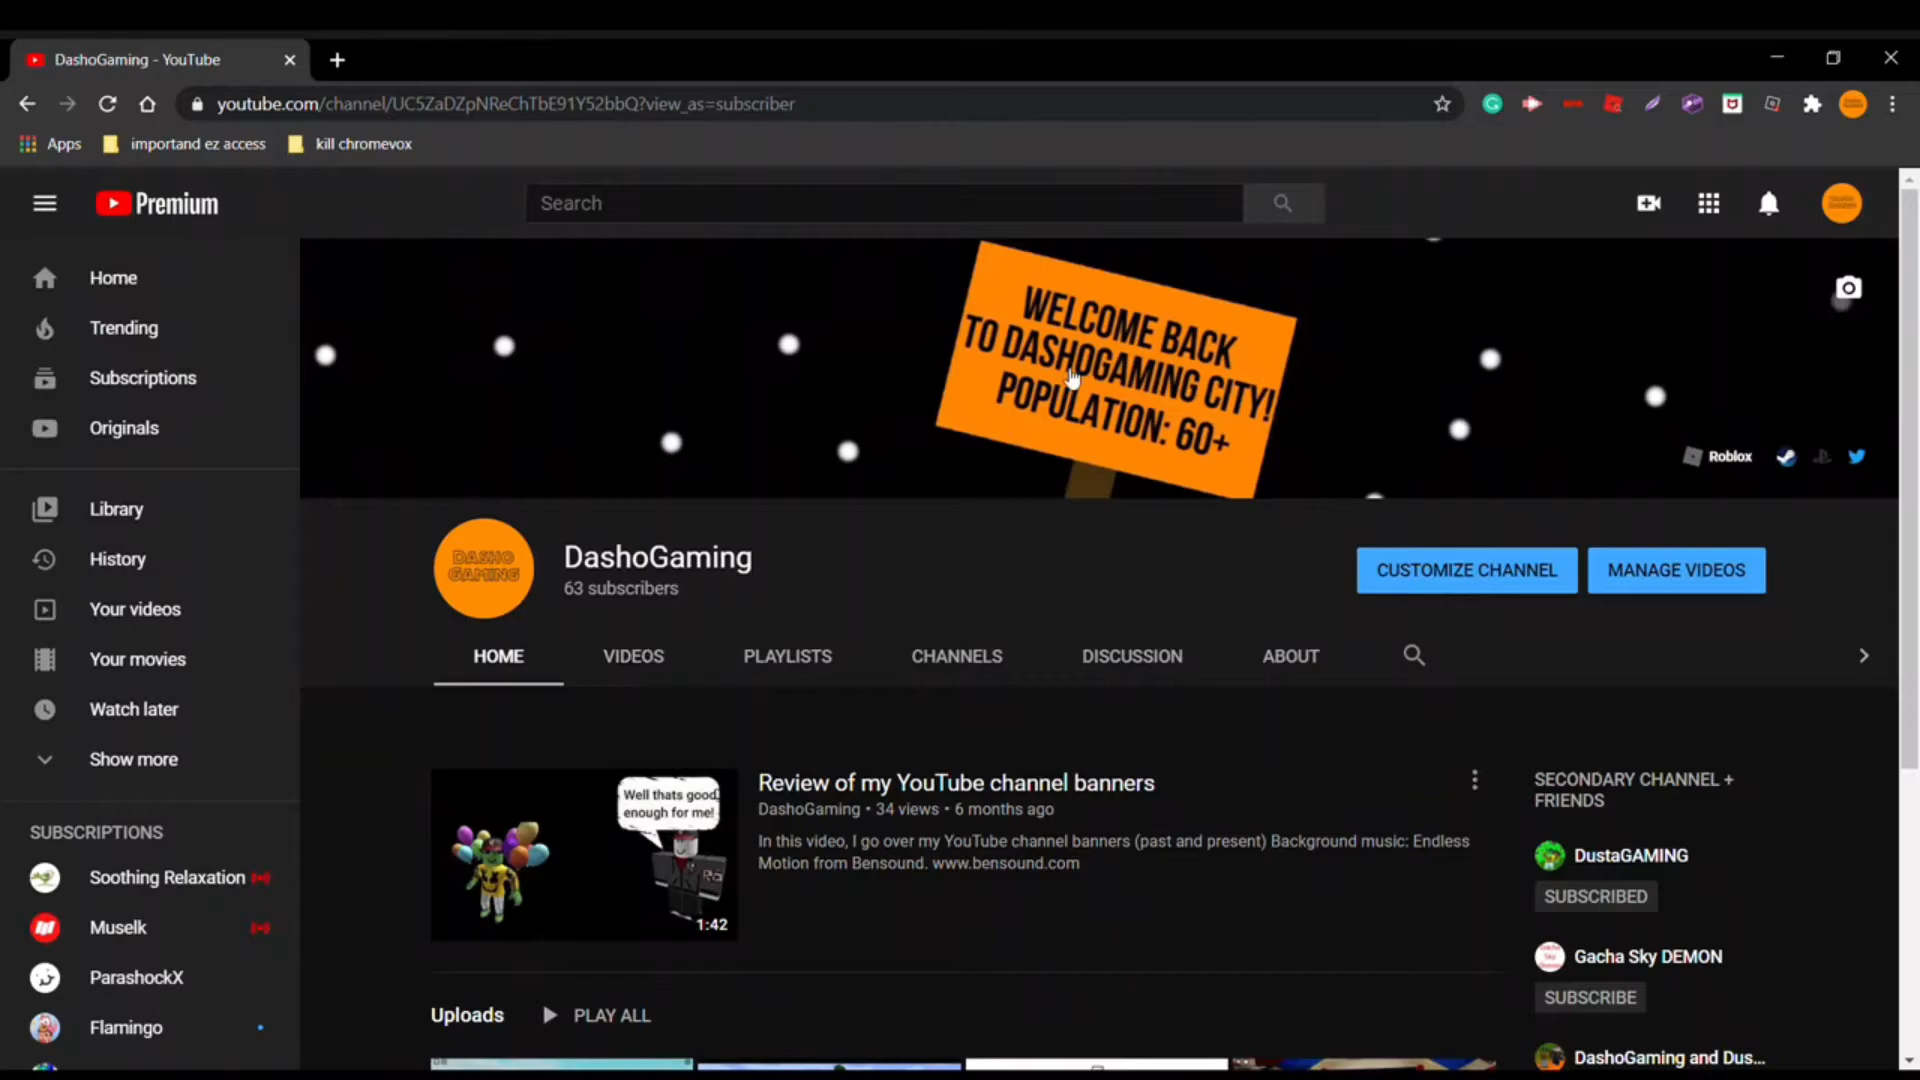 DashoGaming - YouTube
youtube.com/channel/UC5ZaDZpNReChTbE91Y52bbQ?view_as=subscriber
Apps
importand ez access
kill chromevox
Premium
Search
Home
Trending
Subscriptions
Originals
Library
History
Your videos
Your movies
Watch later
Show more
SUBSCRIPTIONS
Soothing Relaxation
Muselk
ParashockX
Flamingo
WELCOME BACK
TO DASHOGAMING CITY!
POPULATION: 60+
Roblox
DASHO
GAMING
DashoGaming
63 subscribers
CUSTOMIZE CHANNEL
MANAGE VIDEOS
HOME
VIDEOS
PLAYLISTS
CHANNELS
DISCUSSION
ABOUT
Well thats good
enough for me!
1:42
Review of my YouTube channel banners
DashoGaming • 34 views • 6 months ago
In this video, I go over my YouTube channel banners (past and present) Background music: Endless
Motion from Bensound. www.bensound.com
Uploads
PLAY ALL
SECONDARY CHANNEL +
FRIENDS
DustaGAMING
SUBSCRIBED
Gacha Sky DEMON
SUBSCRIBE
DashoGaming and Dus...